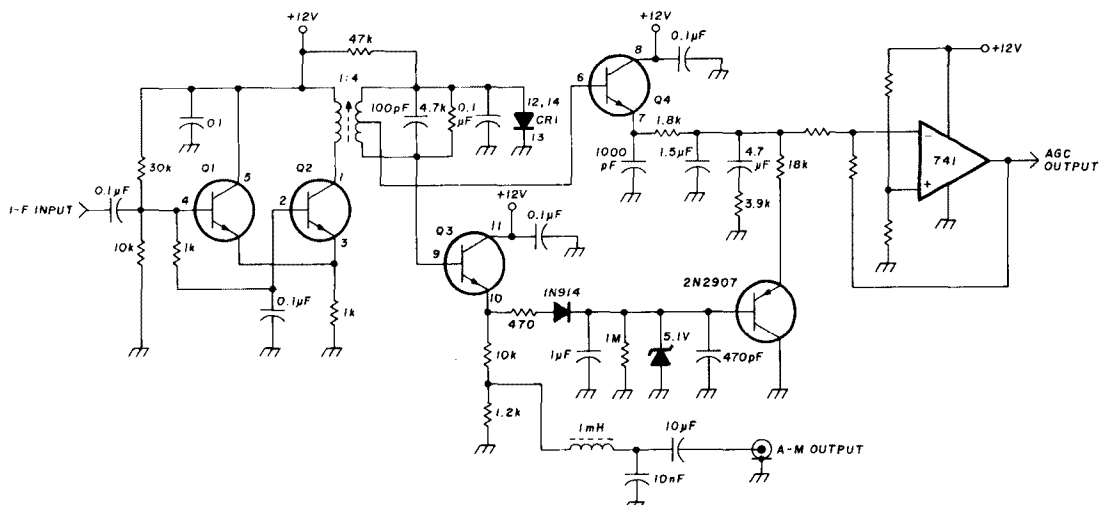 +12V
47k
1:4
0.1
30k
Q1
Q2
5
1
4
2
3
0.1µF
I-F INPUT
10k
1k
0.1µF
1k
100pF
4.7k
0.1 µF
12, 14
CR1
13
+12V
0.1µF
8
6
Q4
7
1.8k
1000 pF
1.5µF
4.7 µF
3.9k
18k
+12V
−
741
+
AGC OUTPUT
+12V
0.1µF
Q3
11
9
10
470
1N914
1µF
1M
5.1V
470pF
2N2907
10k
1.2k
1mH
10µF
10nF
A-M OUTPUT